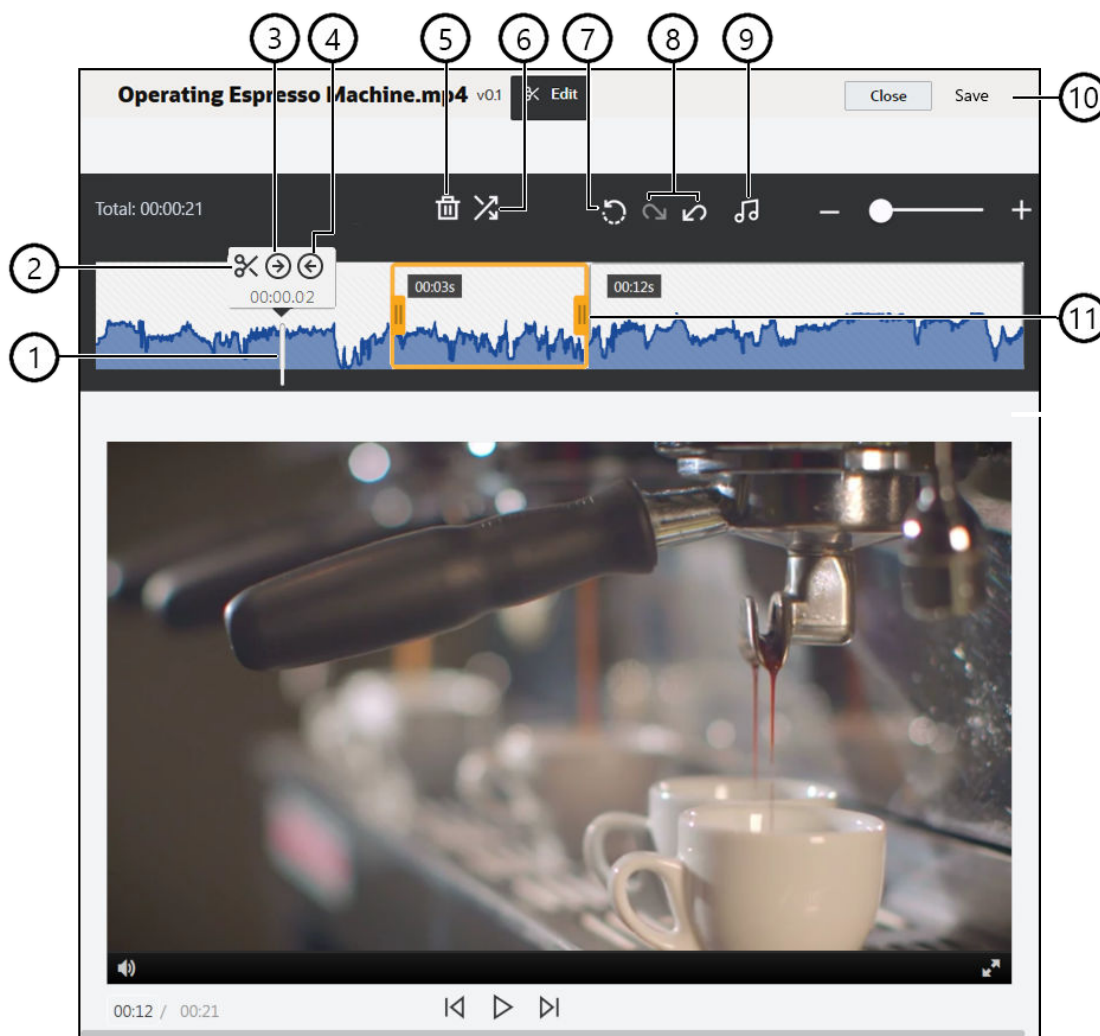 3 4 5 6 7 8 9
Operating Espresso Machine.mp4 v0.1 Edit Close Save 10
Total: 00:00:21
2 00:03s 00:12s
00:00.02
11
1
00:12 / 00:21